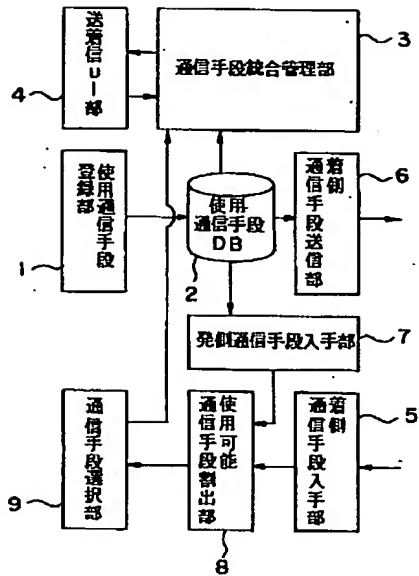 送着信UI部
4
通信手段統合管理部
3
使用通信手段
登録部
1
使用
通信手段
DB
2
着側
通信手段送信部
6
発側通信手段入手部
7
通信手段選択部
9
使用可能
通信手段割出部
8
着側
通信手段入手部
5